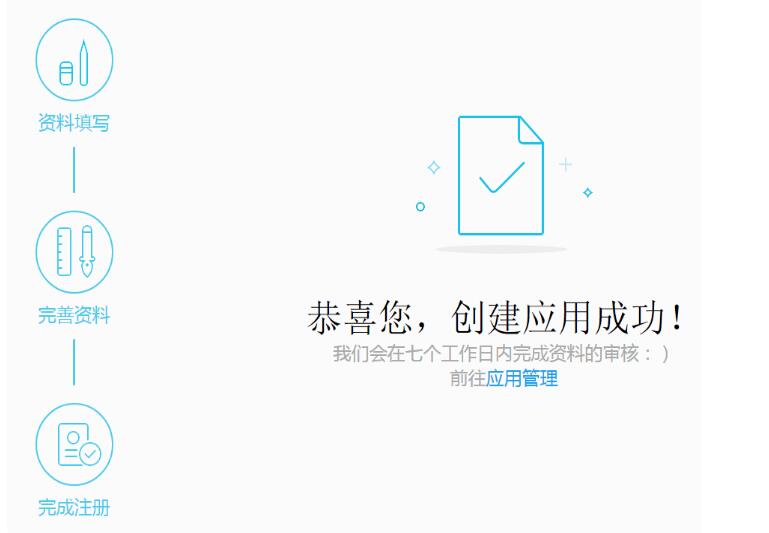 资料填写
完善资料
完成注册
恭喜您，创建应用成功！
我们会在七个工作日内完成资料的审核：）
前往应用管理